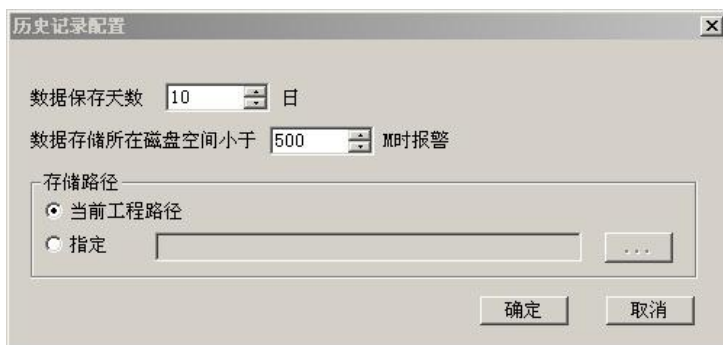 历史记录配置
数据保存天数 10 日
数据存储所在磁盘空间小于 500 M时报警
存储路径
当前工程路径
指定 ...
确定 取消